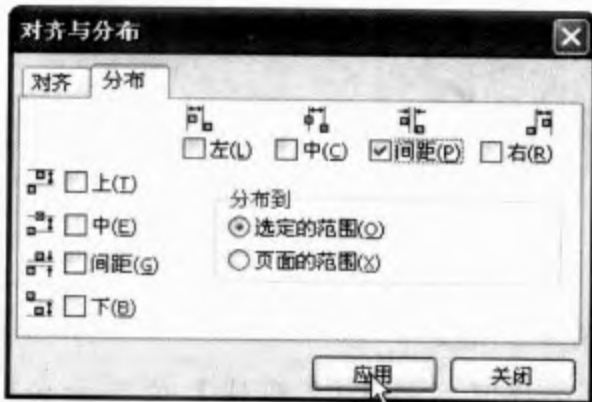 对齐与分布
对齐 分布
左(L) 中(C) 间距(P) 右(R)
上(T)
中(E)
间距(G)
下(B)
分布到
选定的范围(O)
页面的范围(X)
应用 关闭